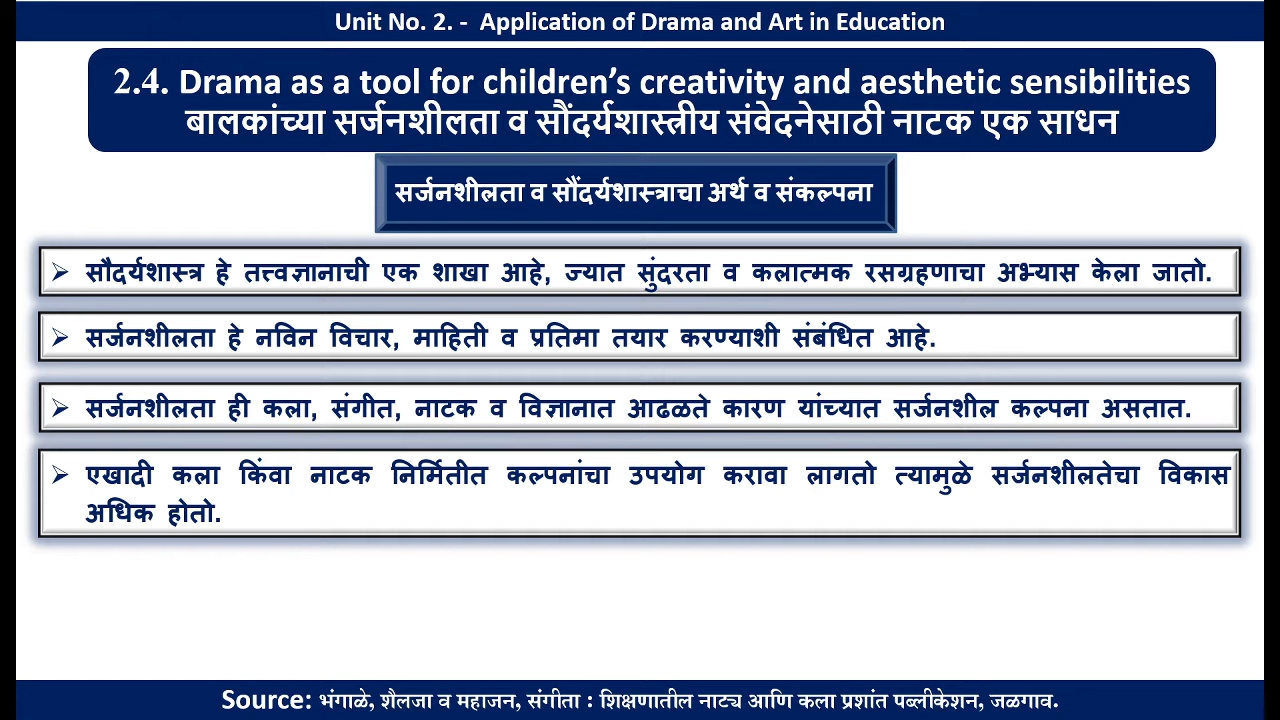 Unit No. 2. - Application of Drama and Art in Education
2.4. Drama as a tool for children’s creativity and aesthetic sensibilities
बालकांच्या सर्जनशीलता व सौंदर्यशास्त्रीय संवेदनेसाठी नाटक एक साधन
सर्जनशीलता व सौंदर्यशास्त्राचा अर्थ व संकल्पना
➢ सौदर्यशास्त्र हे तत्त्वज्ञानाची एक शाखा आहे, ज्यात सुंदरता व कलात्मक रसग्रहणाचा अभ्यास केला जातो.
➢ सर्जनशीलता हे नविन विचार, माहिती व प्रतिमा तयार करण्याशी संबंधित आहे.
➢ सर्जनशीलता ही कला, संगीत, नाटक व विज्ञानात आढळते कारण यांच्यात सर्जनशील कल्पना असतात.
➢ एखादी कला किंवा नाटक निर्मितीत कल्पनांचा उपयोग करावा लागतो त्यामुळे सर्जनशीलतेचा विकास
अधिक होतो.
Source: भंगाळे, शैलजा व महाजन, संगीता : शिक्षणातील नाट्य आणि कला प्रशांत पब्लीकेशन, जळगाव.